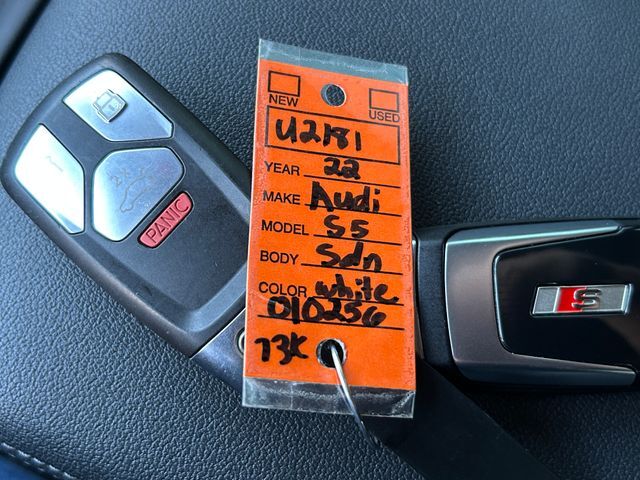 NEW USED
U2181
YEAR 22
MAKE Audi
MODEL S5
BODY Sdn
COLOR white
010256
73K
PANIC
S